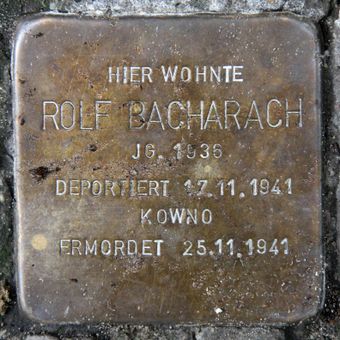 HIER WOHNTE
ROLF BACHARACH
JG. 1936
DEPORTIERT 17.11.1941
KOWNO
ERMORDET 25.11.1941